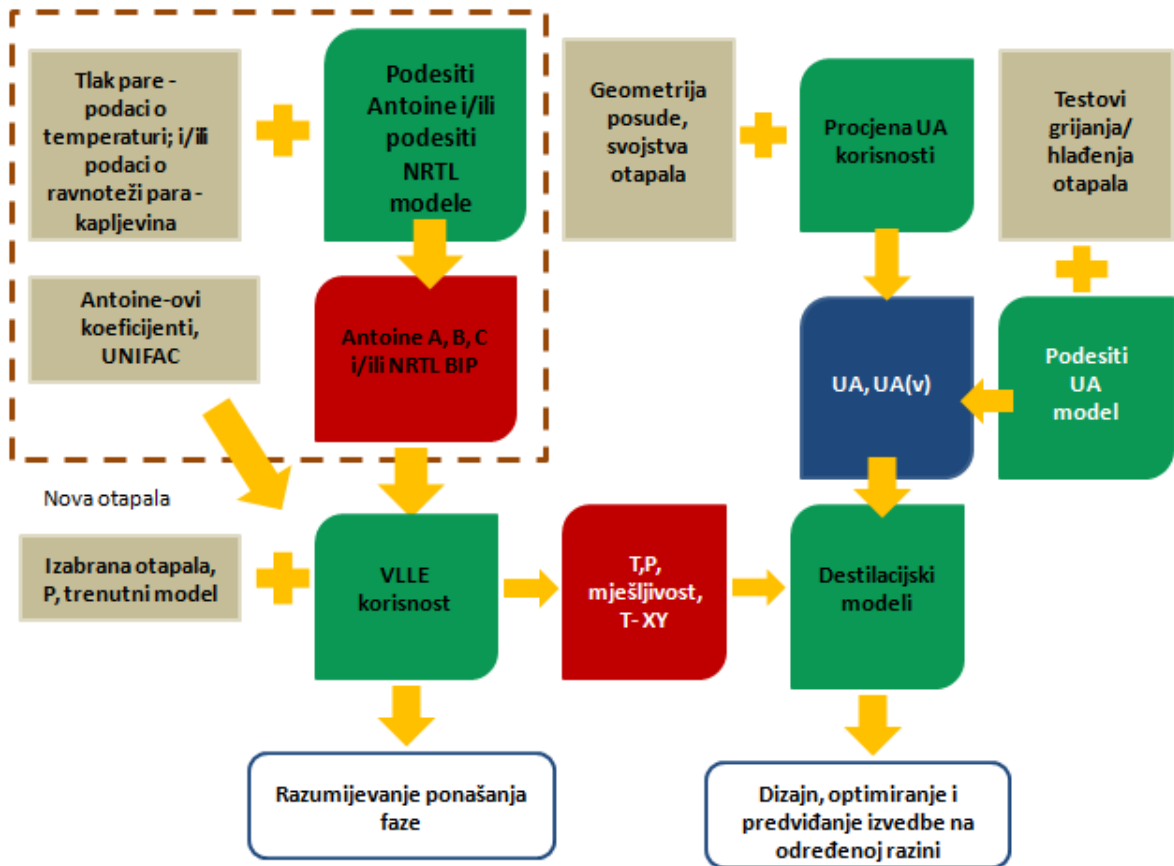 Tlak pare -
podaci o
temperaturi; i/ili
podaci o
ravnoteži para -
kapljevina
Podesiti
Antoine i/ili
podesiti
NRTL
modele
Geometrija
posude,
svojstva
otapala
Procjena UA
korisnosti
Testovi
grijanja/
hlađenja
otapala
Antoine-ovi
koeficijenti,
UNIFAC
Antoine A, B, C
i/ili NRTL BIP
UA, UA(v)
Podesiti
UA
model
Nova otapala
Izabrana otapala,
P, trenutni model
VLLE
korisnost
T,P,
mješljivost,
T- XY
Destilacijski
modeli
Razumijevanje ponašanja
faze
Dizajn, optimiranje i
predviđanje izvedbe na
određenoj razini